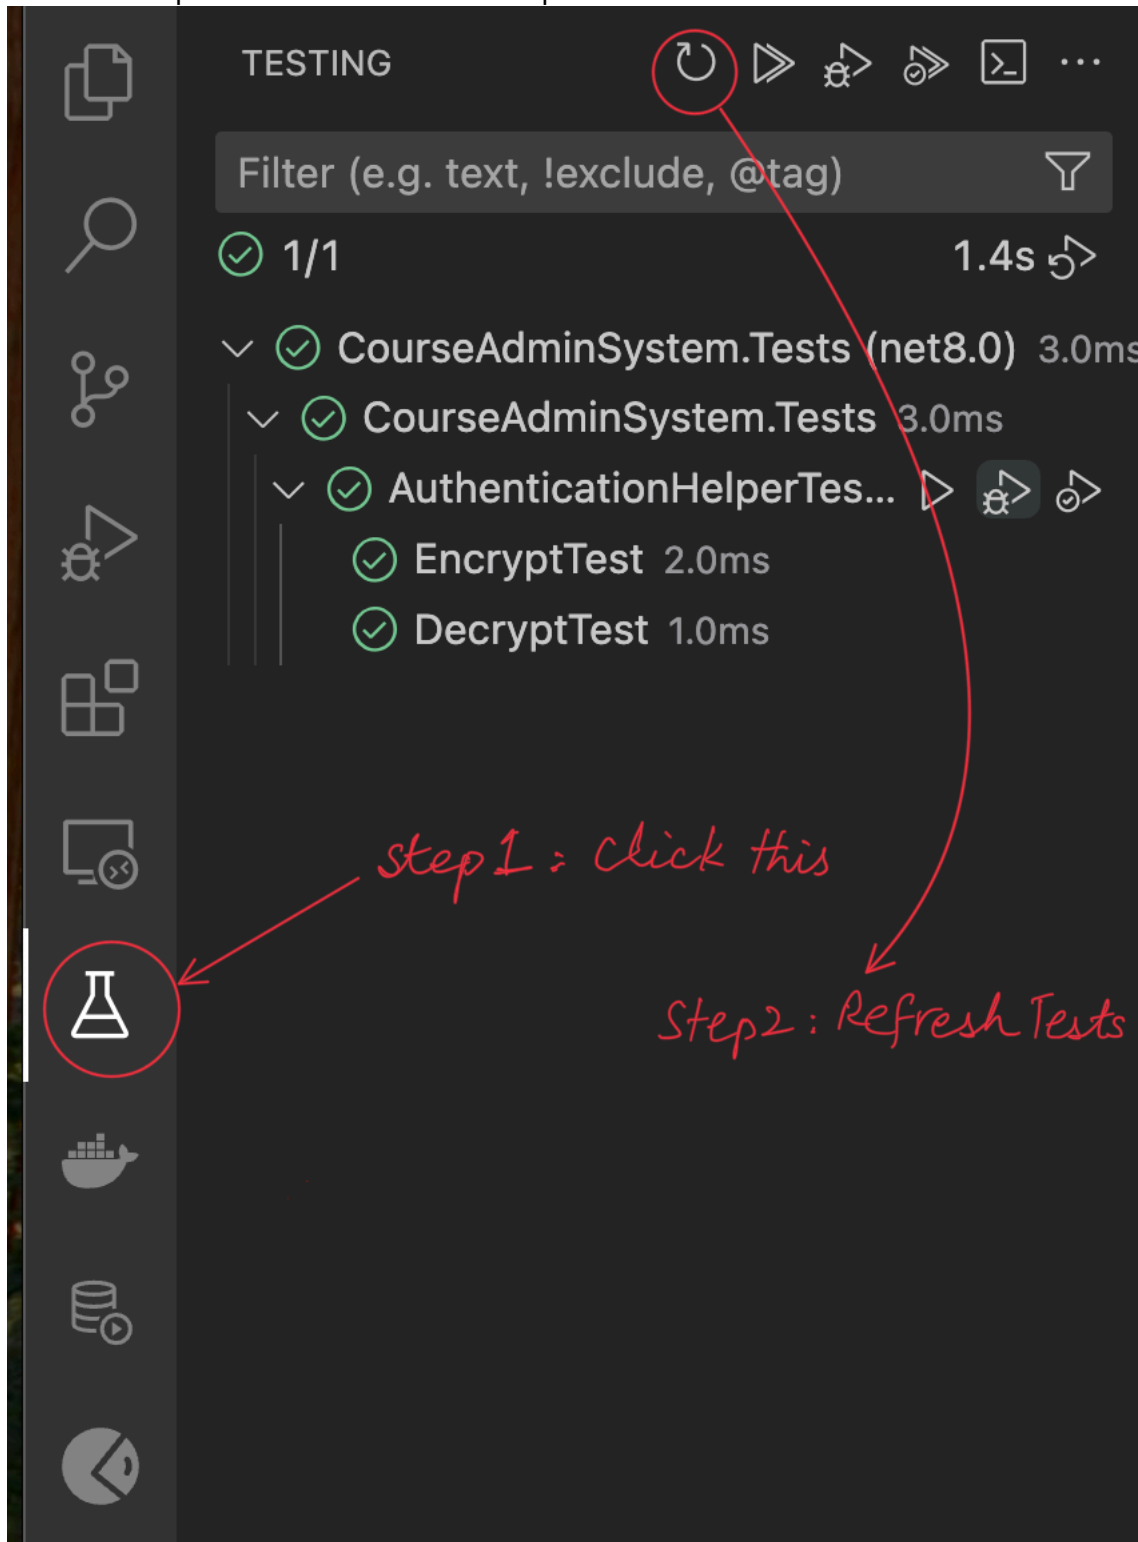 TESTING
Filter (e.g. text, !exclude, @tag)
1/1 1.4s
CourseAdminSystem.Tests (net8.0) 3.0ms
CourseAdminSystem.Tests 3.0ms
AuthenticationHelperTes...
EncryptTest 2.0ms
DecryptTest 1.0ms
step1: Click this
Step2: Refresh Tests